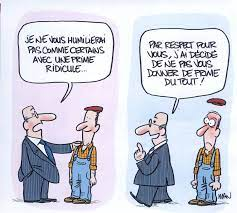 JE NE VOUS HUMILIERAI
PAS COMME CERTAINS
AVEC UNE PRIME
RIDICULE...
PAR RESPECT POUR
VOUS, J'AI DÉCIDÉ
DE NE PAS VOUS
DONNER DE PRIME
DU TOUT !